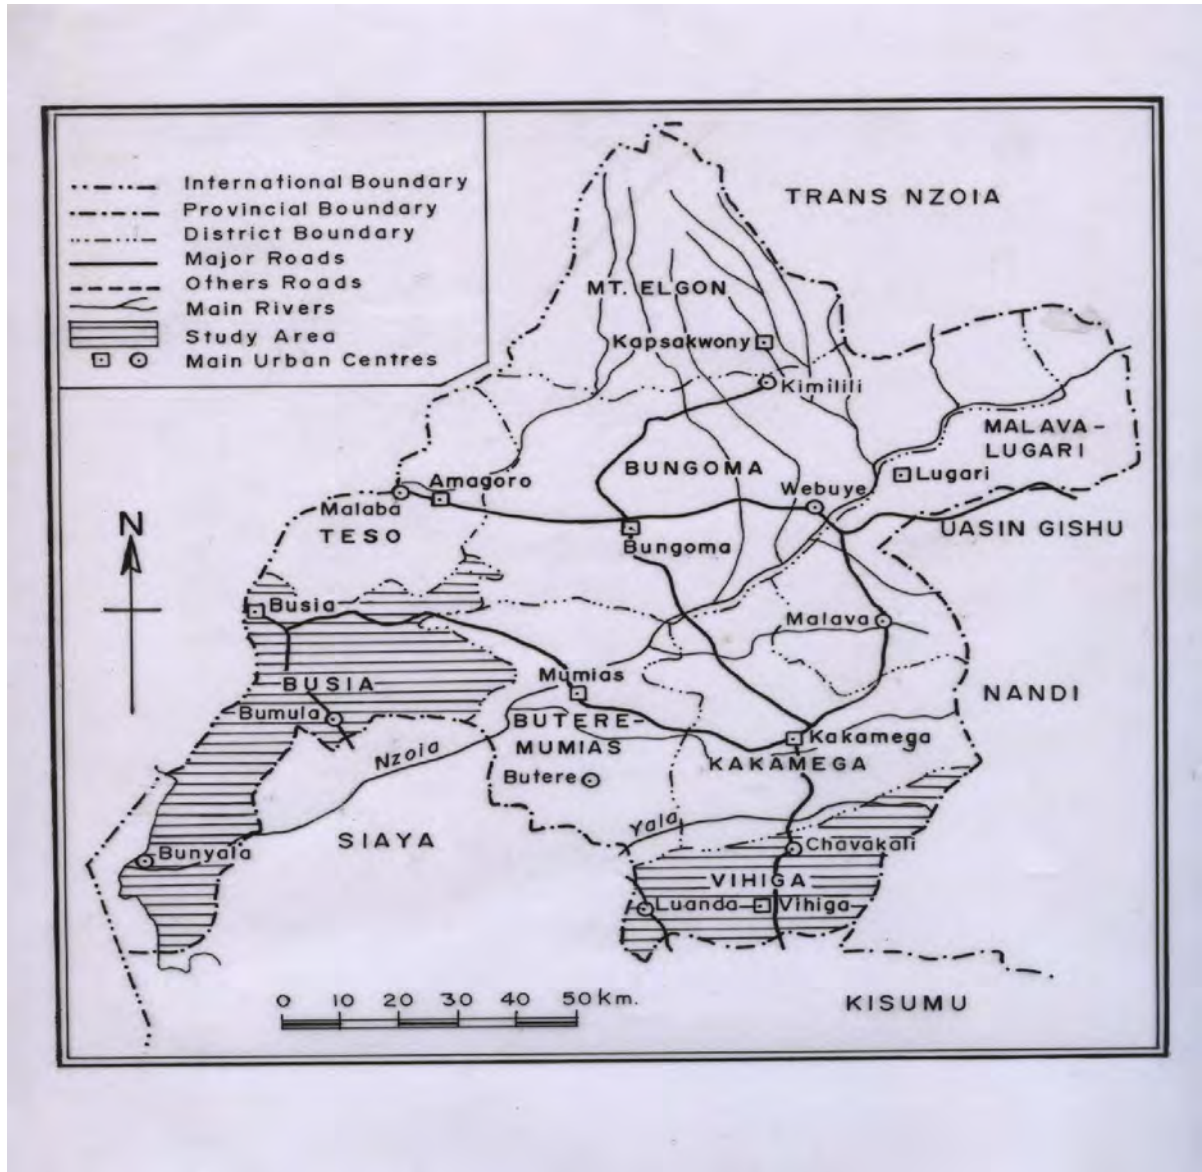 International Boundary
Provincial Boundary
District Boundary
Major Roads
Others Roads
Main Rivers
Study Area
Main Urban Centres
TRANS NZOIA
MT. ELGON
Kapsakwony
Kimilili
MALAVA-
LUGARI
BUNGOMA
Lugari
Amagoro
Webuye
Malaba
TESO
N
UASIN GISHU
Bungoma
Busia
Malava
BUSIA
Mumias
NANDI
Bumula
BUTERE-
MUMIAS
Kakamega
Nzoia
KAKAMEGA
Butere
Yala
SIAYA
Chavakali
Bunyala
VIHIGA
Luanda
Vihiga
0 10 20 30 40 50 Km.
KISUMU